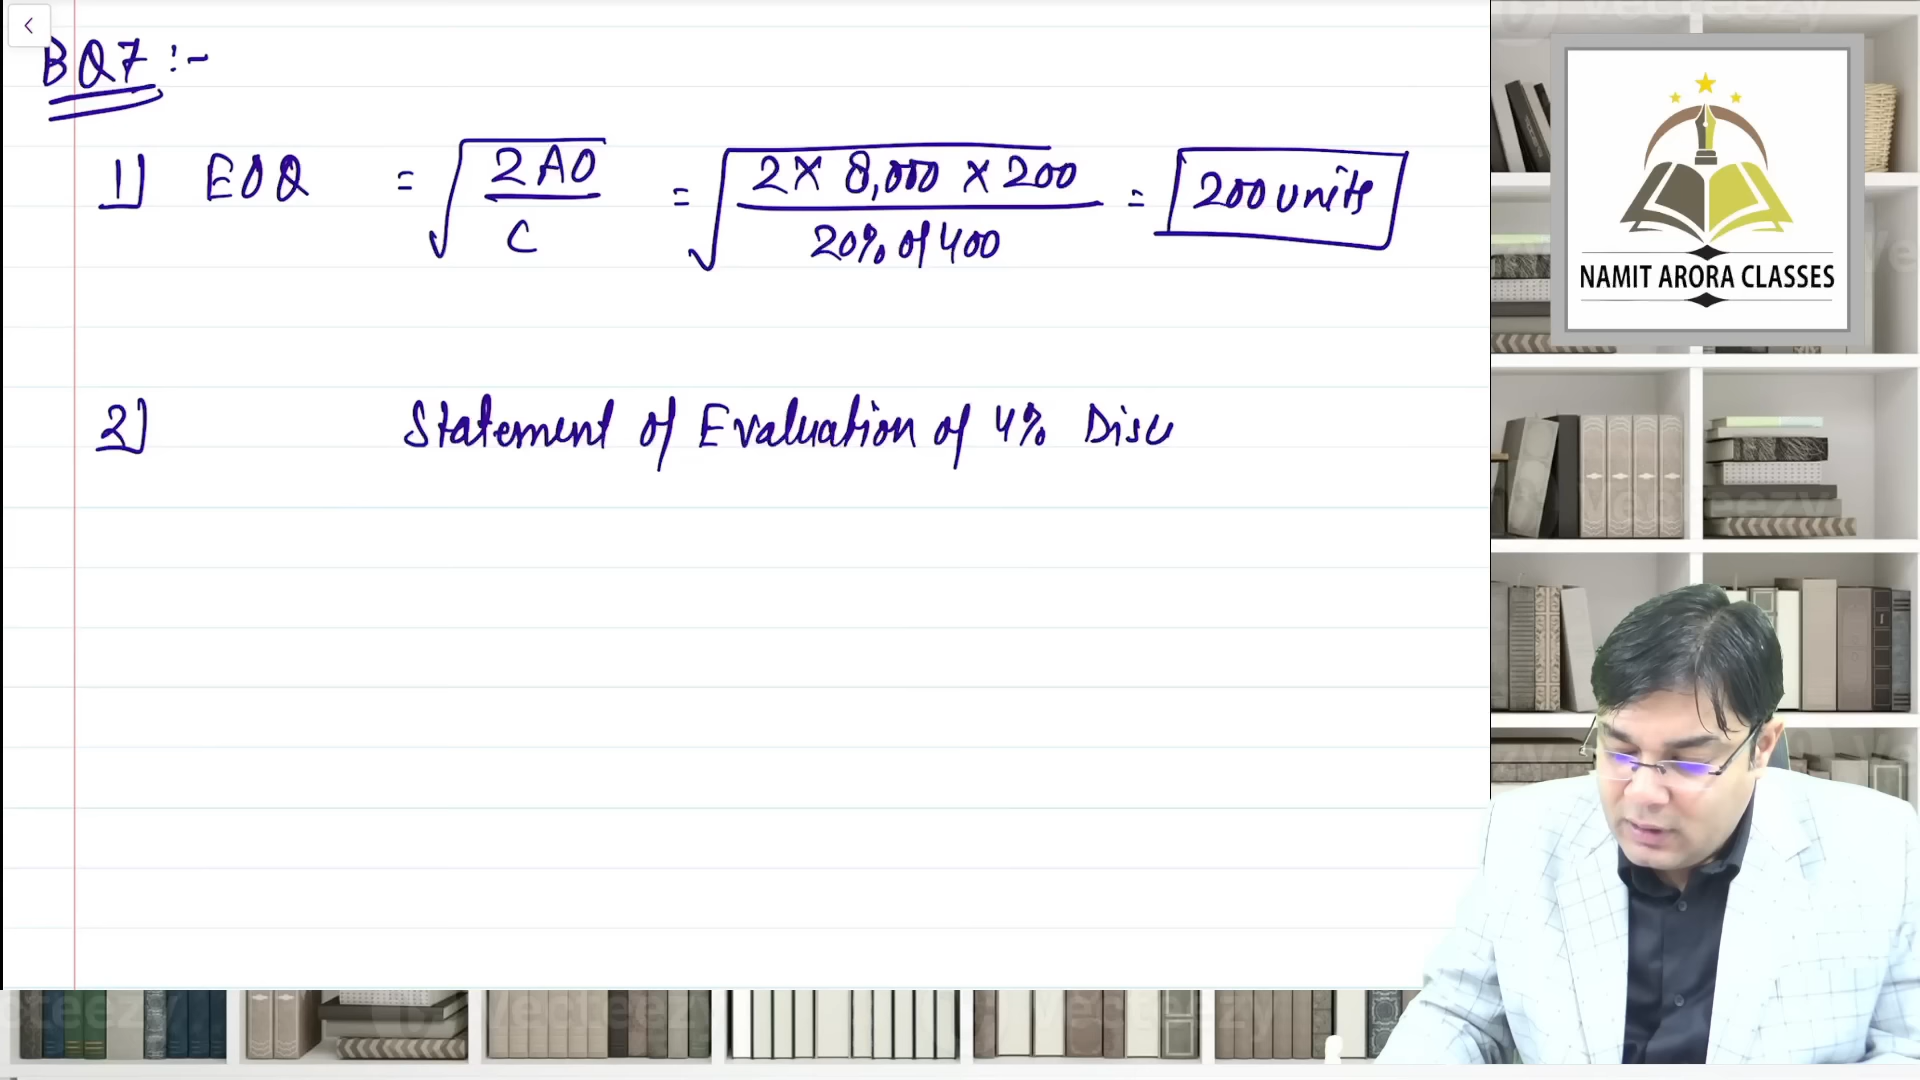 BQ7 :-
1] EOQ = √2AO/C = √2 × 8,000 × 200/20% of 400 = 200 units
2] Statement of Evaluation of 4% Disc
NAMIT ARORA CLASSES